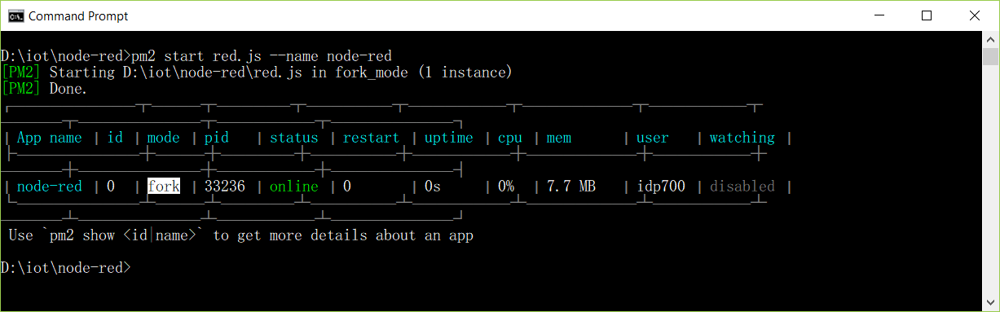 Command Prompt
D:\iot\node-red>pm2 start red.js --name node-red
[PM2] Starting D:\iot\node-red\red.js in fork_mode (1 instance)
[PM2] Done.
| App name | id | mode | pid | status | restart | uptime | cpu | mem | user | watching |
| node-red | 0 | fork | 33236 | online | 0 | 0s | 0% | 7.7 MB | idp700 | disabled |
Use `pm2 show <id|name>` to get more details about an app
D:\iot\node-red>